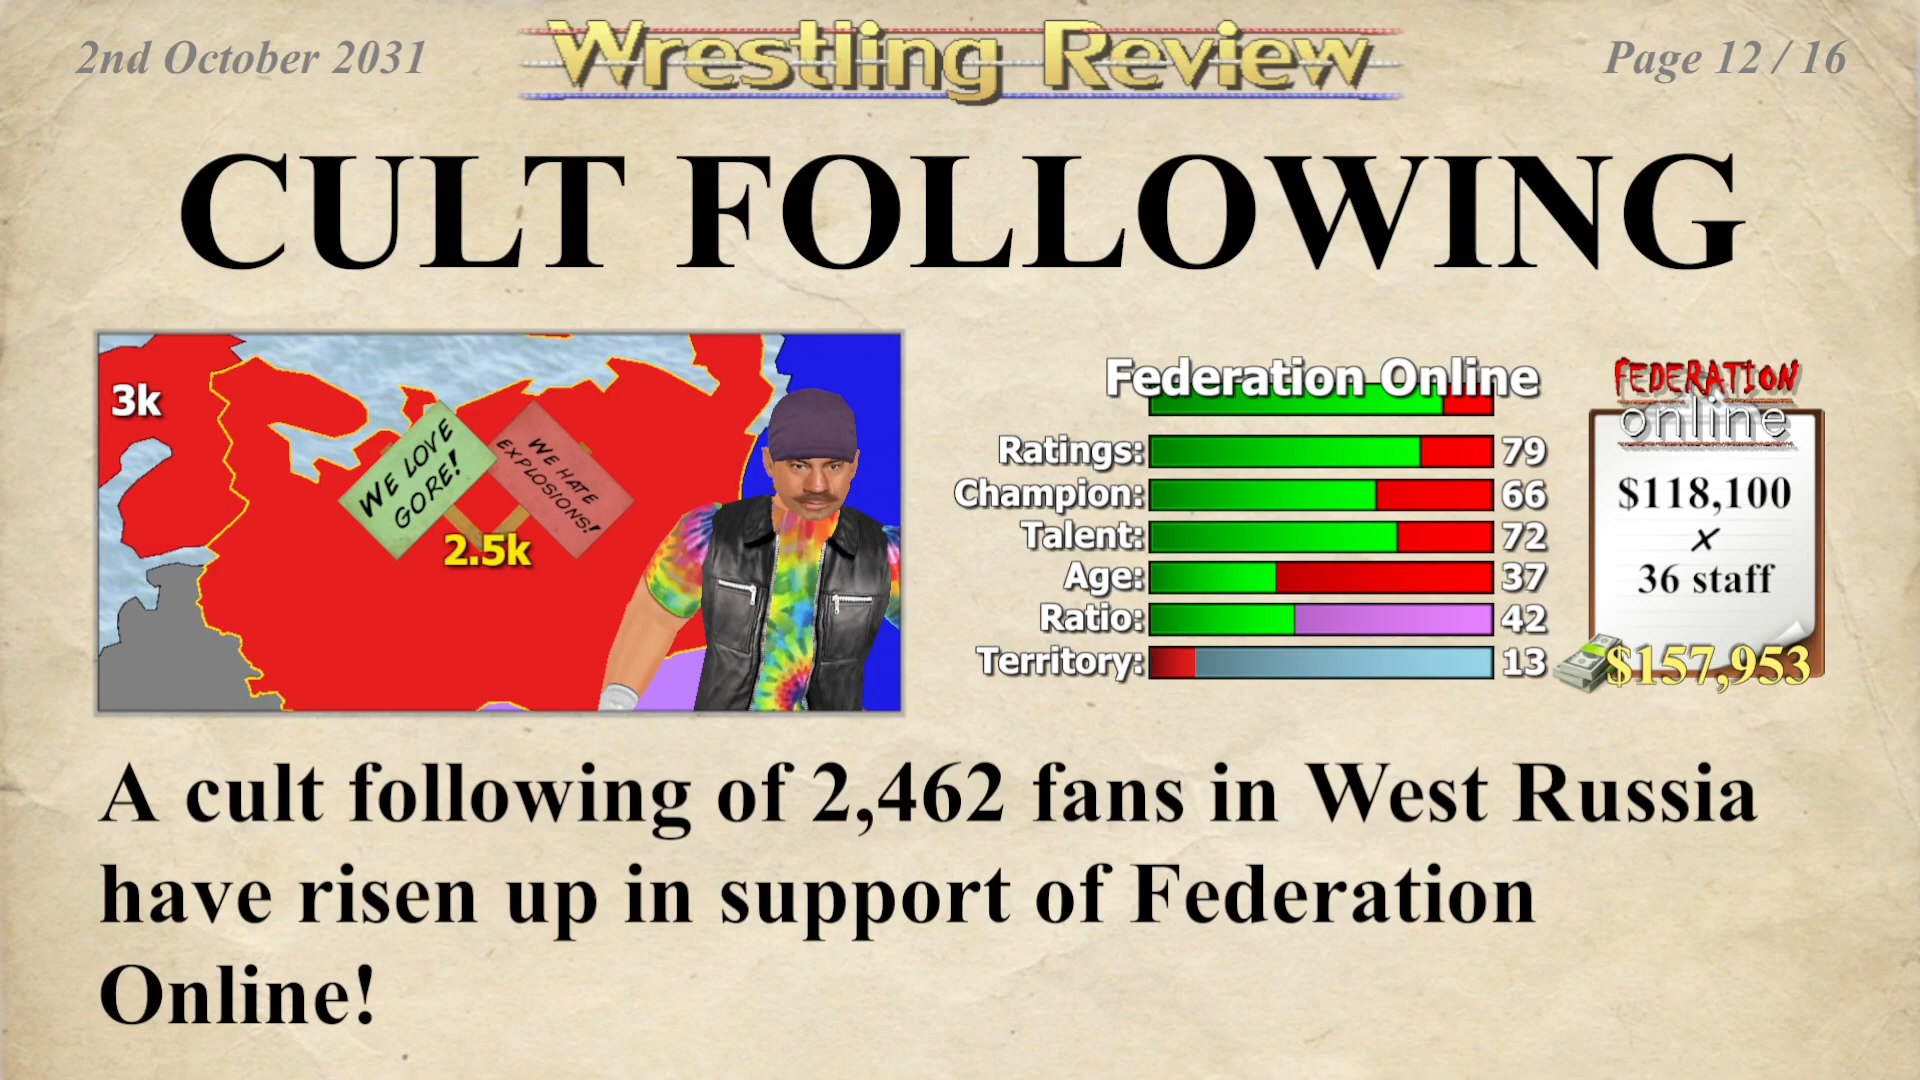 2nd October 2031
Wrestling Review
Page 12 / 16
CULT FOLLOWING
3k
WE LOVE
GORE!
WE HATE
EXPLOSIONS!
2.5k
Federation Online
Ratings: 79
Champion: 66
Talent: 72
Age: 37
Ratio: 42
Territory: 13
FEDERATION
online
$118,100
x
36 staff
$157,953
A cult following of 2,462 fans in West Russia
have risen up in support of Federation
Online!